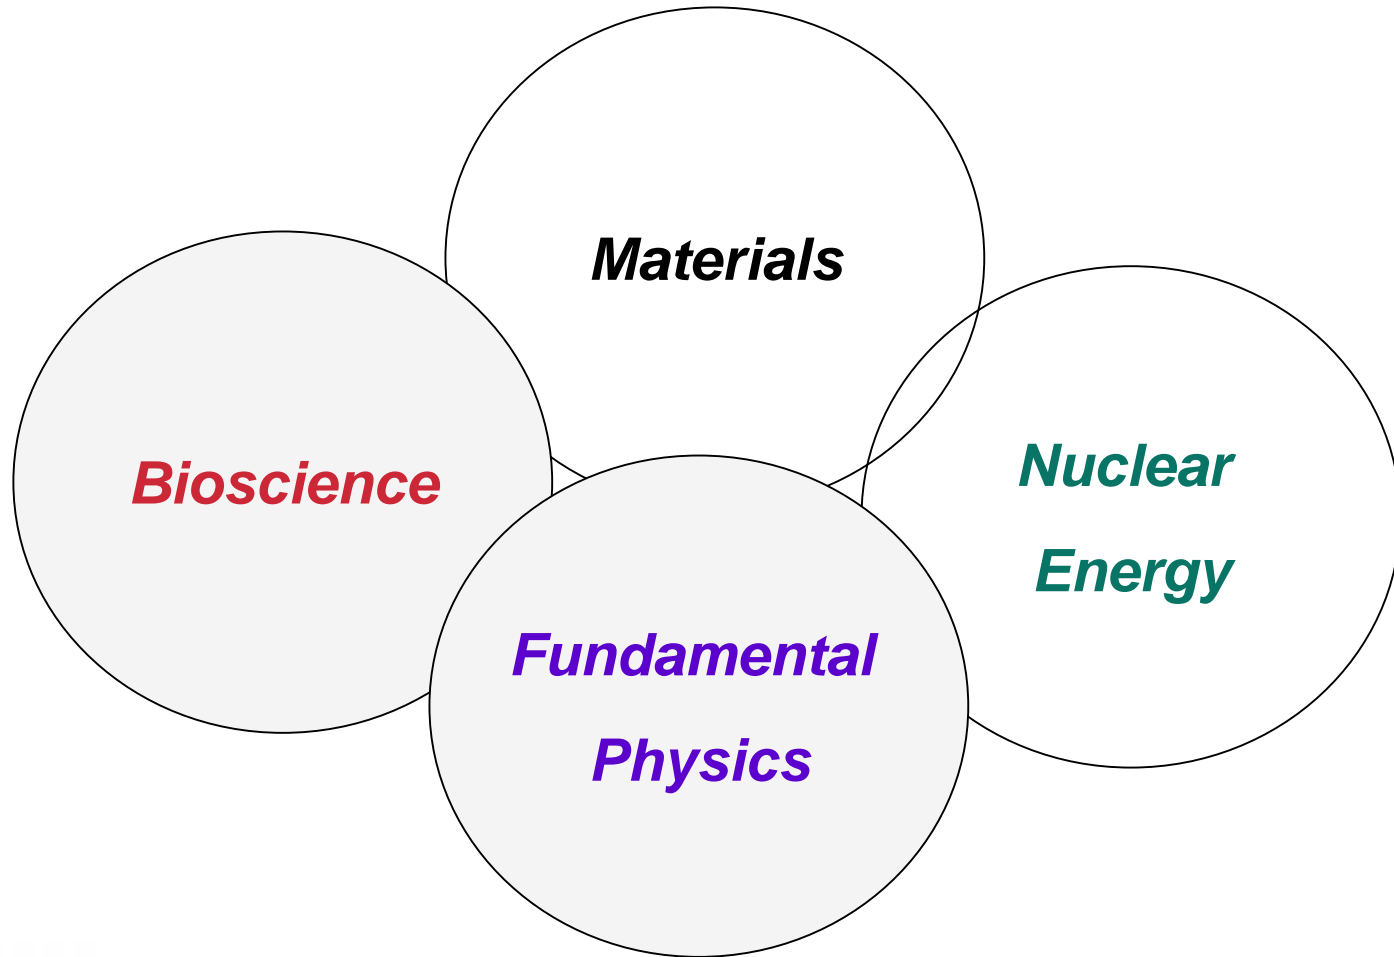 Materials
Bioscience
Nuclear
Energy
Fundamental
Physics